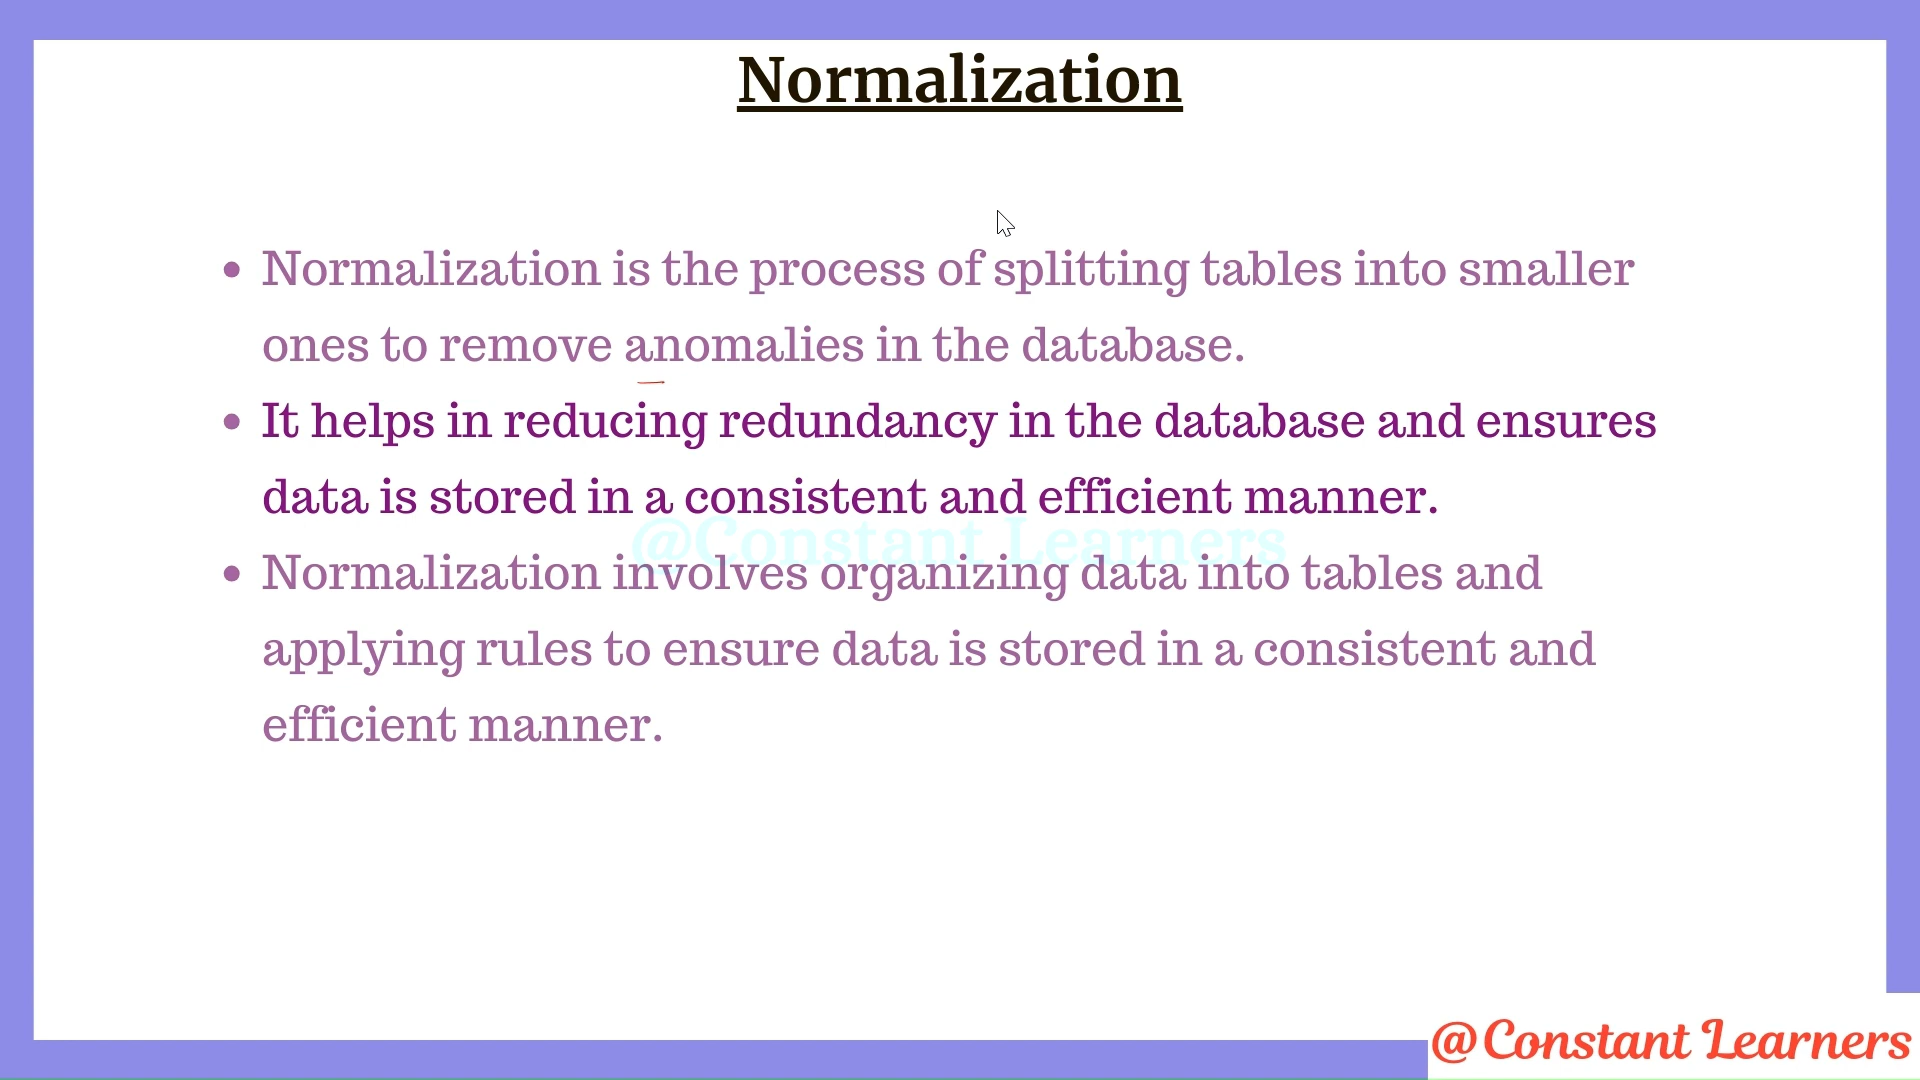 Normalization
• Normalization is the process of splitting tables into smaller
ones to remove anomalies in the database.
• It helps in reducing redundancy in the database and ensures
data is stored in a consistent and efficient manner.
@Constant Learners
• Normalization involves organizing data into tables and
applying rules to ensure data is stored in a consistent and
efficient manner.
@Constant Learners